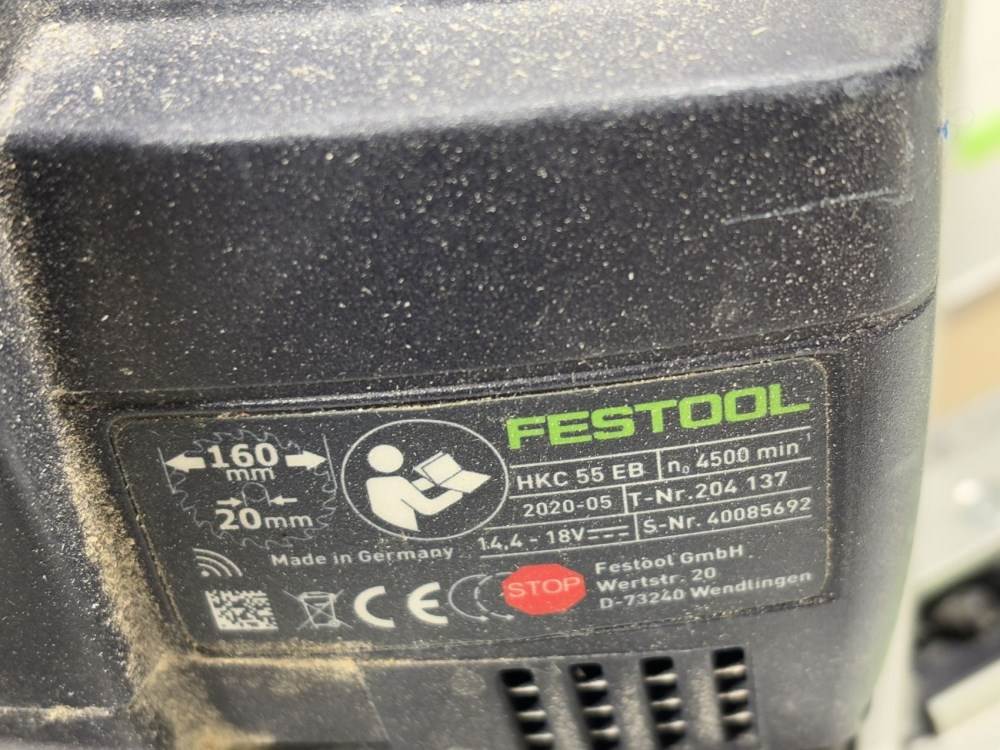 FESTOOL
160
mm
20mm
HKC 55 EB
n₀ 4500 min⁻¹
2020-05
T-Nr.204 137
14,4 - 18V
S-Nr. 40085692
Made in Germany
Festool GmbH
Wertstr. 20
D-73240 Wendlingen
CE
STOP